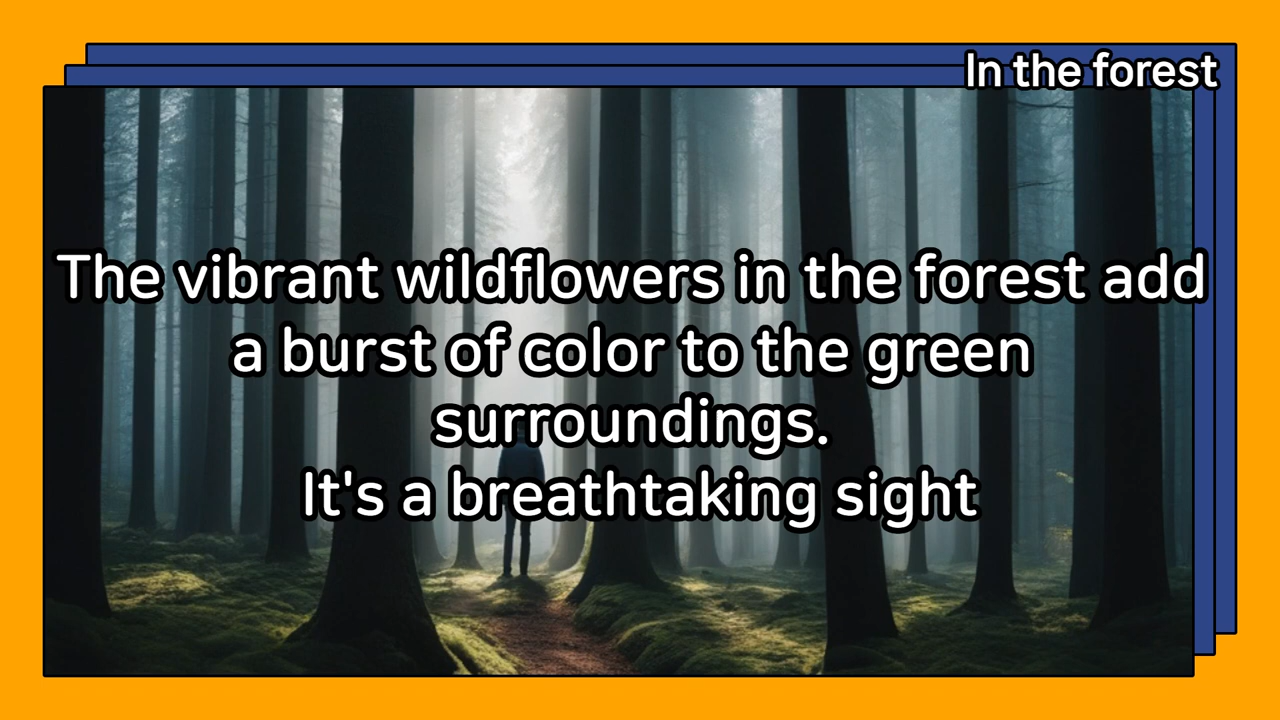 In the forest
The vibrant wildflowers in the forest add
a burst of color to the green
surroundings.
It's a breathtaking sight